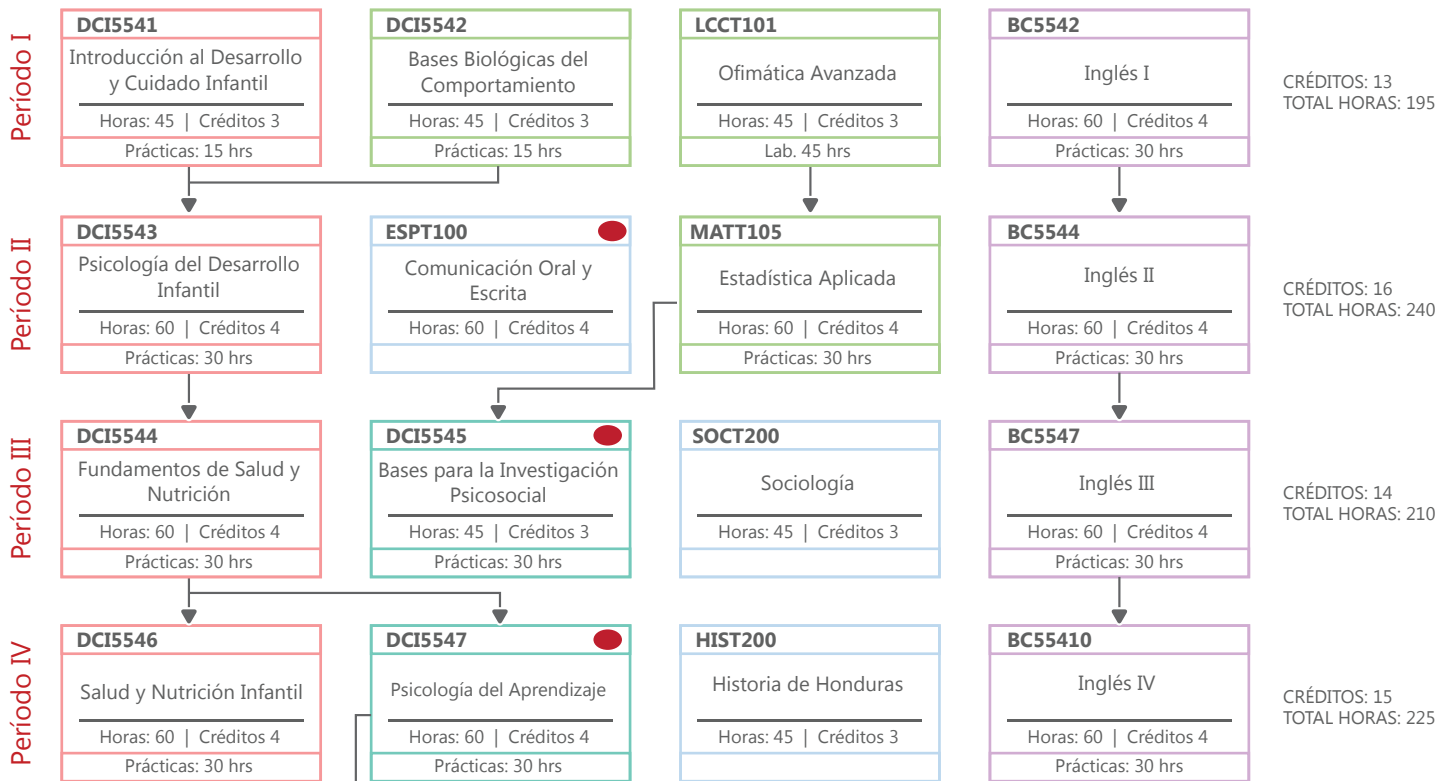 Período I
DCI5541
Introducción al Desarrollo
y Cuidado Infantil
Horas: 45 | Créditos 3
Prácticas: 15 hrs
DCI5542
Bases Biológicas del
Comportamiento
Horas: 45 | Créditos 3
Prácticas: 15 hrs
LCCT101
Ofimática Avanzada
Horas: 45 | Créditos 3
Lab. 45 hrs
BC5542
Inglés I
Horas: 60 | Créditos 4
Prácticas: 30 hrs
CRÉDITOS: 13
TOTAL HORAS: 195
Período II
DCI5543
Psicología del Desarrollo
Infantil
Horas: 60 | Créditos 4
Prácticas: 30 hrs
ESPT100
Comunicación Oral y
Escrita
Horas: 60 | Créditos 4
MATT105
Estadística Aplicada
Horas: 60 | Créditos 4
Prácticas: 30 hrs
BC5544
Inglés II
Horas: 60 | Créditos 4
Prácticas: 30 hrs
CRÉDITOS: 16
TOTAL HORAS: 240
Período III
DCI5544
Fundamentos de Salud y
Nutrición
Horas: 60 | Créditos 4
Prácticas: 30 hrs
DCI5545
Bases para la Investigación
Psicosocial
Horas: 45 | Créditos 3
Prácticas: 30 hrs
SOCT200
Sociología
Horas: 45 | Créditos 3
BC5547
Inglés III
Horas: 60 | Créditos 4
Prácticas: 30 hrs
CRÉDITOS: 14
TOTAL HORAS: 210
Período IV
DCI5546
Salud y Nutrición Infantil
Horas: 60 | Créditos 4
Prácticas: 30 hrs
DCI5547
Psicología del Aprendizaje
Horas: 60 | Créditos 4
Prácticas: 30 hrs
HIST200
Historia de Honduras
Horas: 45 | Créditos 3
BC55410
Inglés IV
Horas: 60 | Créditos 4
Prácticas: 30 hrs
CRÉDITOS: 15
TOTAL HORAS: 225